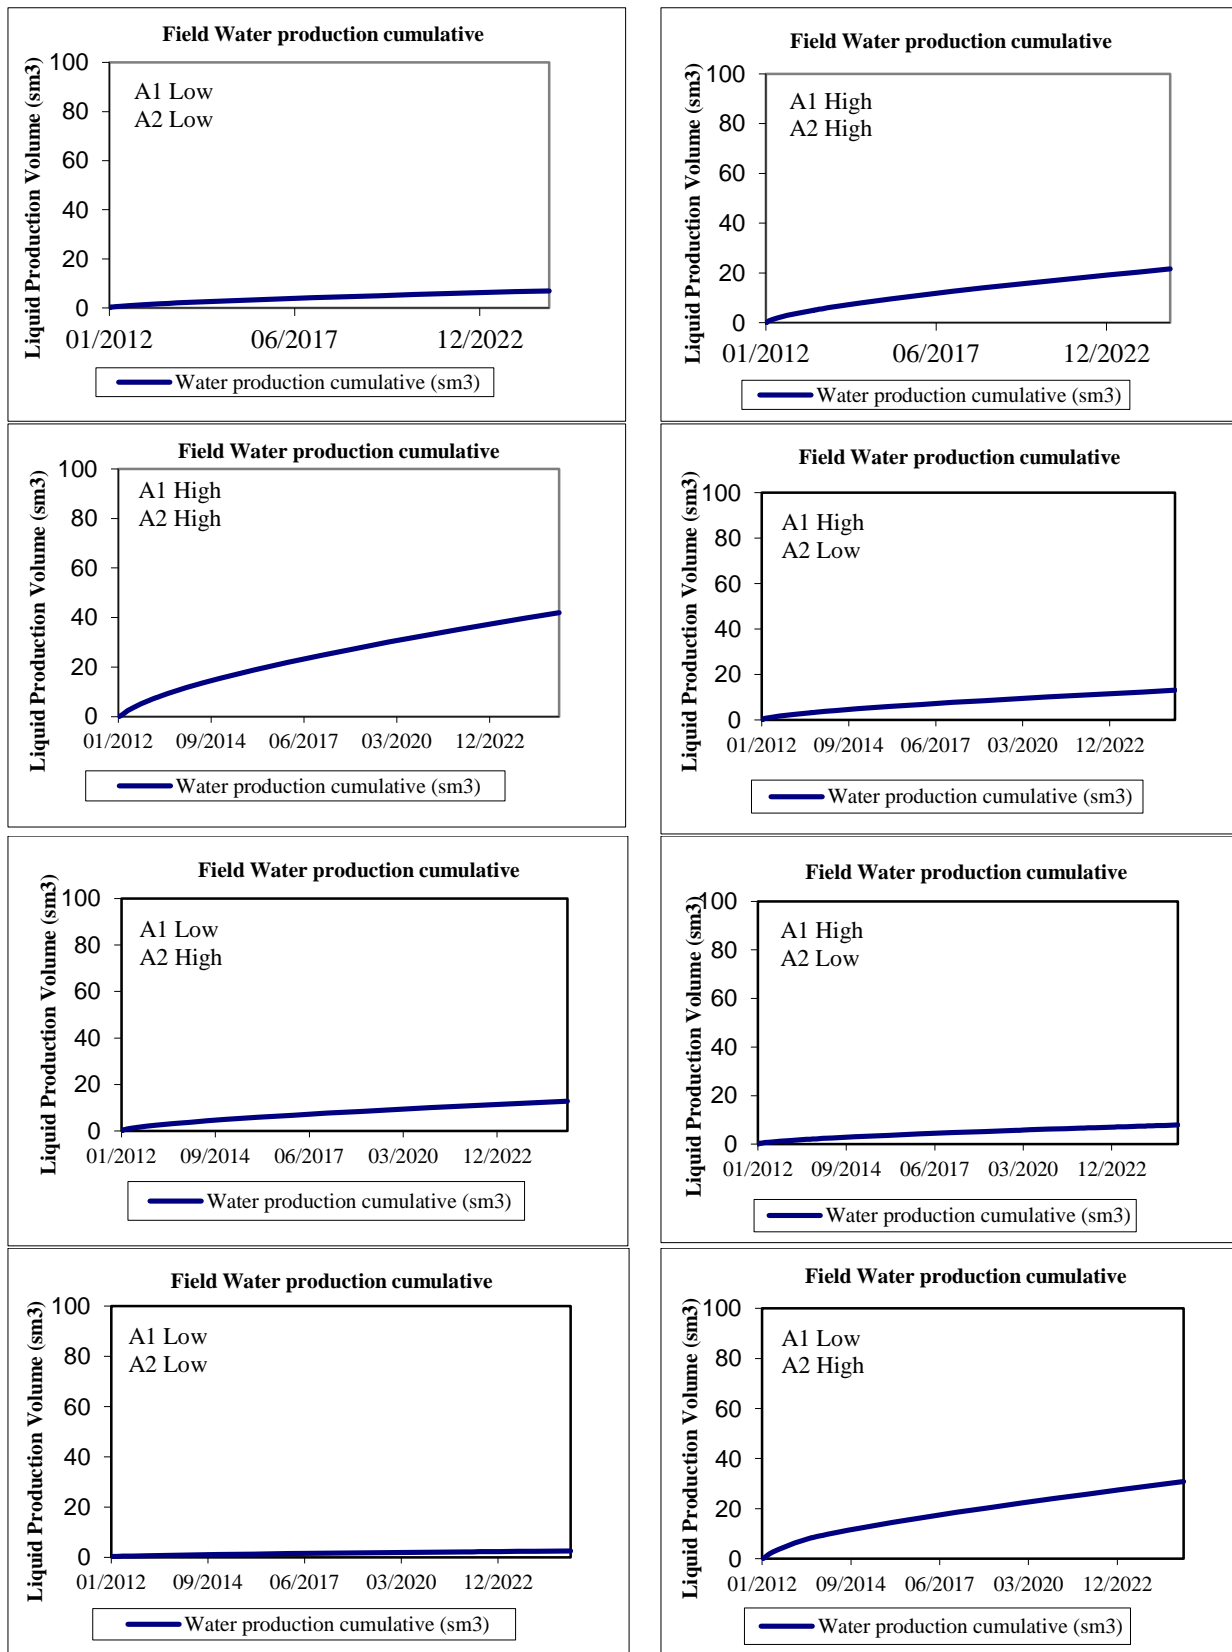 Field Water production cumulative
Liquid Production Volume (sm3)
100
80
60
40
20
0
A1 Low
A2 Low
01/2012 06/2017 12/2022
Water production cumulative (sm3)
Field Water production cumulative
Liquid Production Volume (sm3)
100
80
60
40
20
0
A1 High
A2 High
01/2012 06/2017 12/2022
Water production cumulative (sm3)
Field Water production cumulative
Liquid Production Volume (sm3)
100
80
60
40
20
0
A1 High
A2 High
01/2012 09/2014 06/2017 03/2020 12/2022
Water production cumulative (sm3)
Field Water production cumulative
Liquid Production Volume (sm3)
100
80
60
40
20
0
A1 High
A2 Low
01/2012 09/2014 06/2017 03/2020 12/2022
Water production cumulative (sm3)
Field Water production cumulative
Liquid Production Volume (sm3)
100
80
60
40
20
0
A1 Low
A2 High
01/2012 09/2014 06/2017 03/2020 12/2022
Water production cumulative (sm3)
Field Water production cumulative
Liquid Production Volume (sm3)
100
80
60
40
20
0
A1 High
A2 Low
01/2012 09/2014 06/2017 03/2020 12/2022
Water production cumulative (sm3)
Field Water production cumulative
Liquid Production Volume (sm3)
100
80
60
40
20
0
A1 Low
A2 Low
01/2012 09/2014 06/2017 03/2020 12/2022
Water production cumulative (sm3)
Field Water production cumulative
Liquid Production Volume (sm3)
100
80
60
40
20
0
A1 Low
A2 High
01/2012 09/2014 06/2017 03/2020 12/2022
Water production cumulative (sm3)